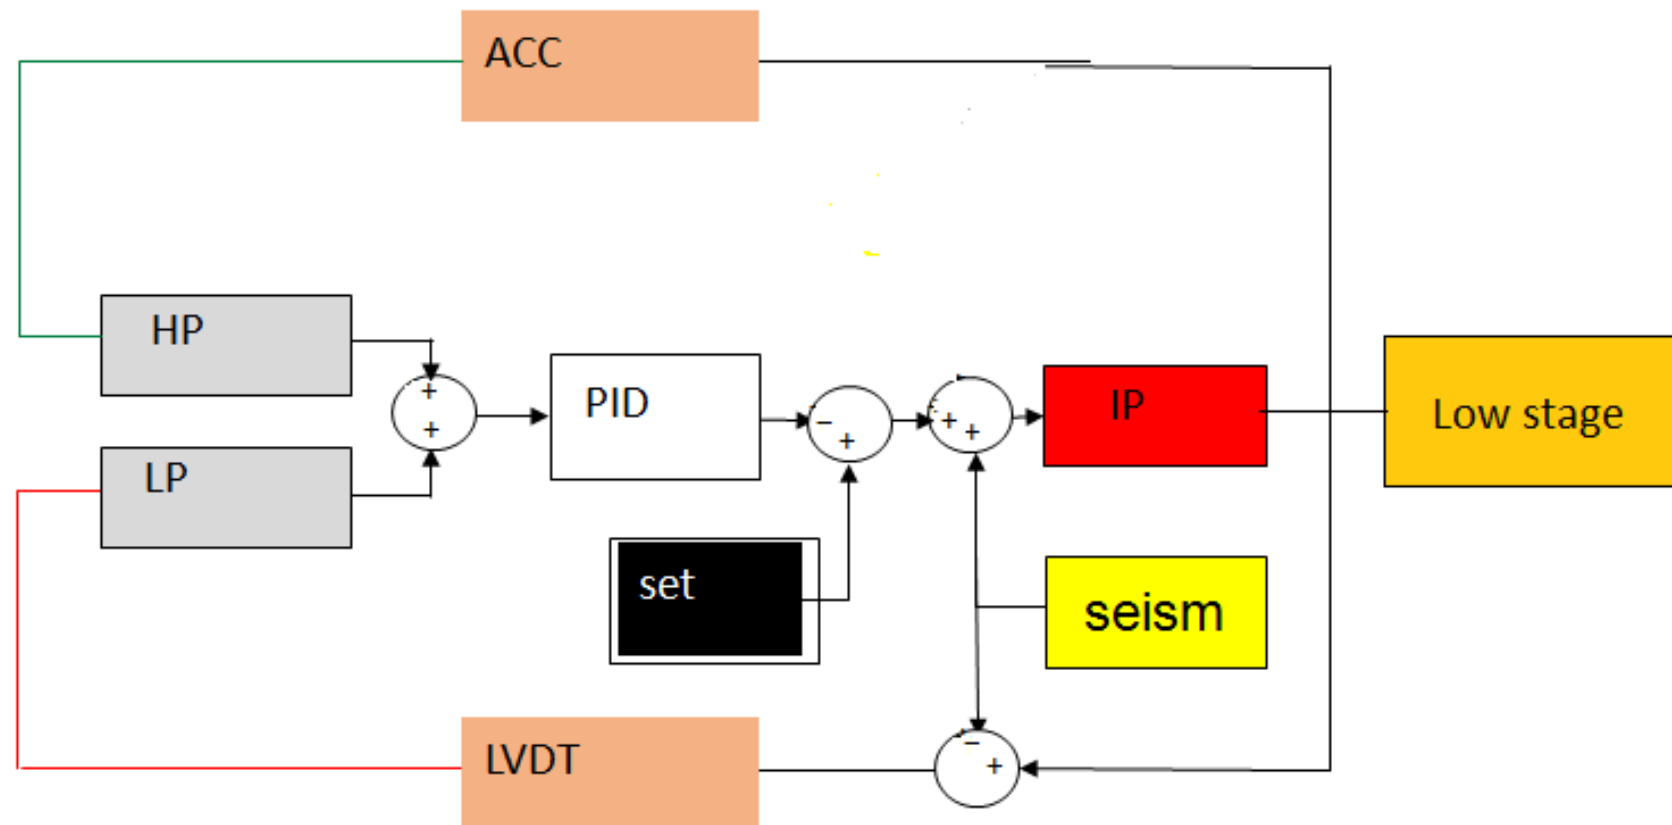 ACC
HP
+
+
LP
PID
− +
+ +
IP
Low stage
set
seism
LVDT
− +